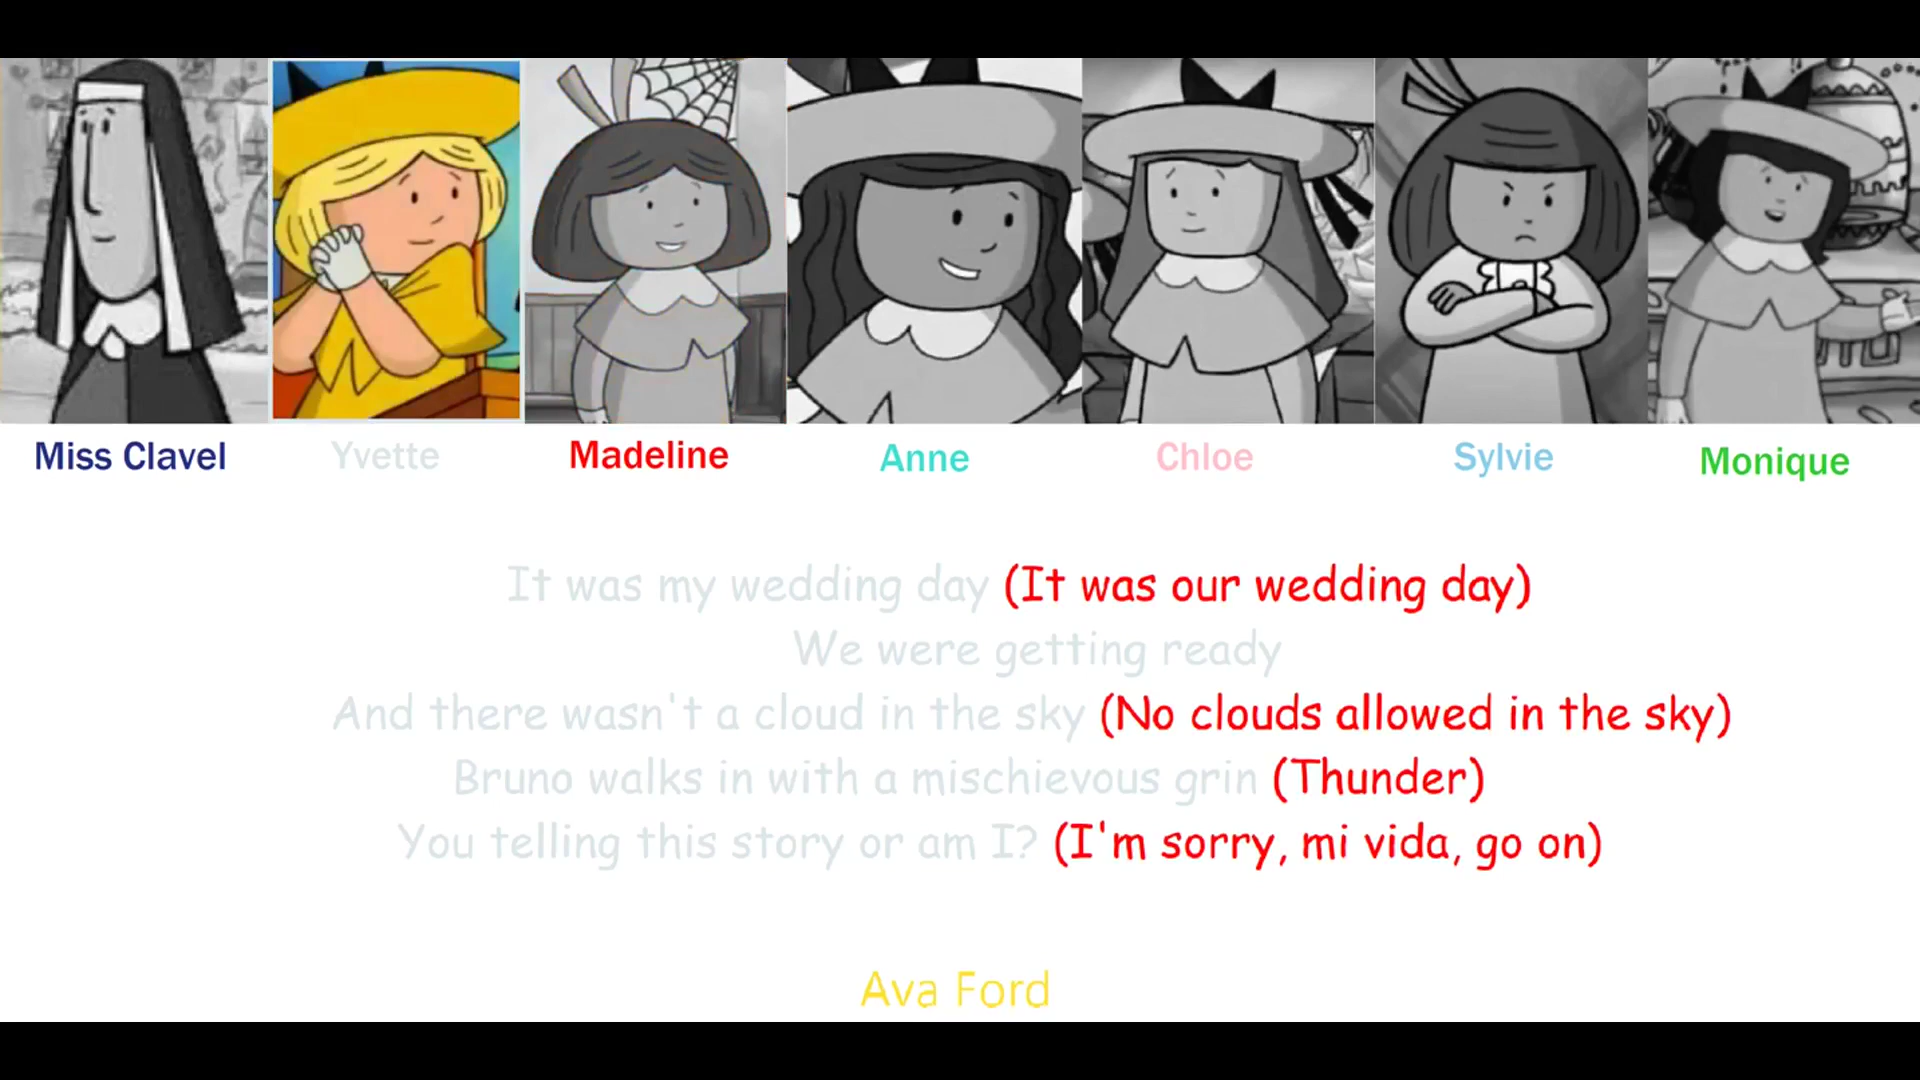 Miss Clavel Yvette Madeline Anne Chloe Sylvie Monique
It was my wedding day (It was our wedding day)
We were getting ready
And there wasn't a cloud in the sky (No clouds allowed in the sky)
Bruno walks in with a mischievous grin (Thunder)
You telling this story or am I? (I'm sorry, mi vida, go on)
Ava Ford